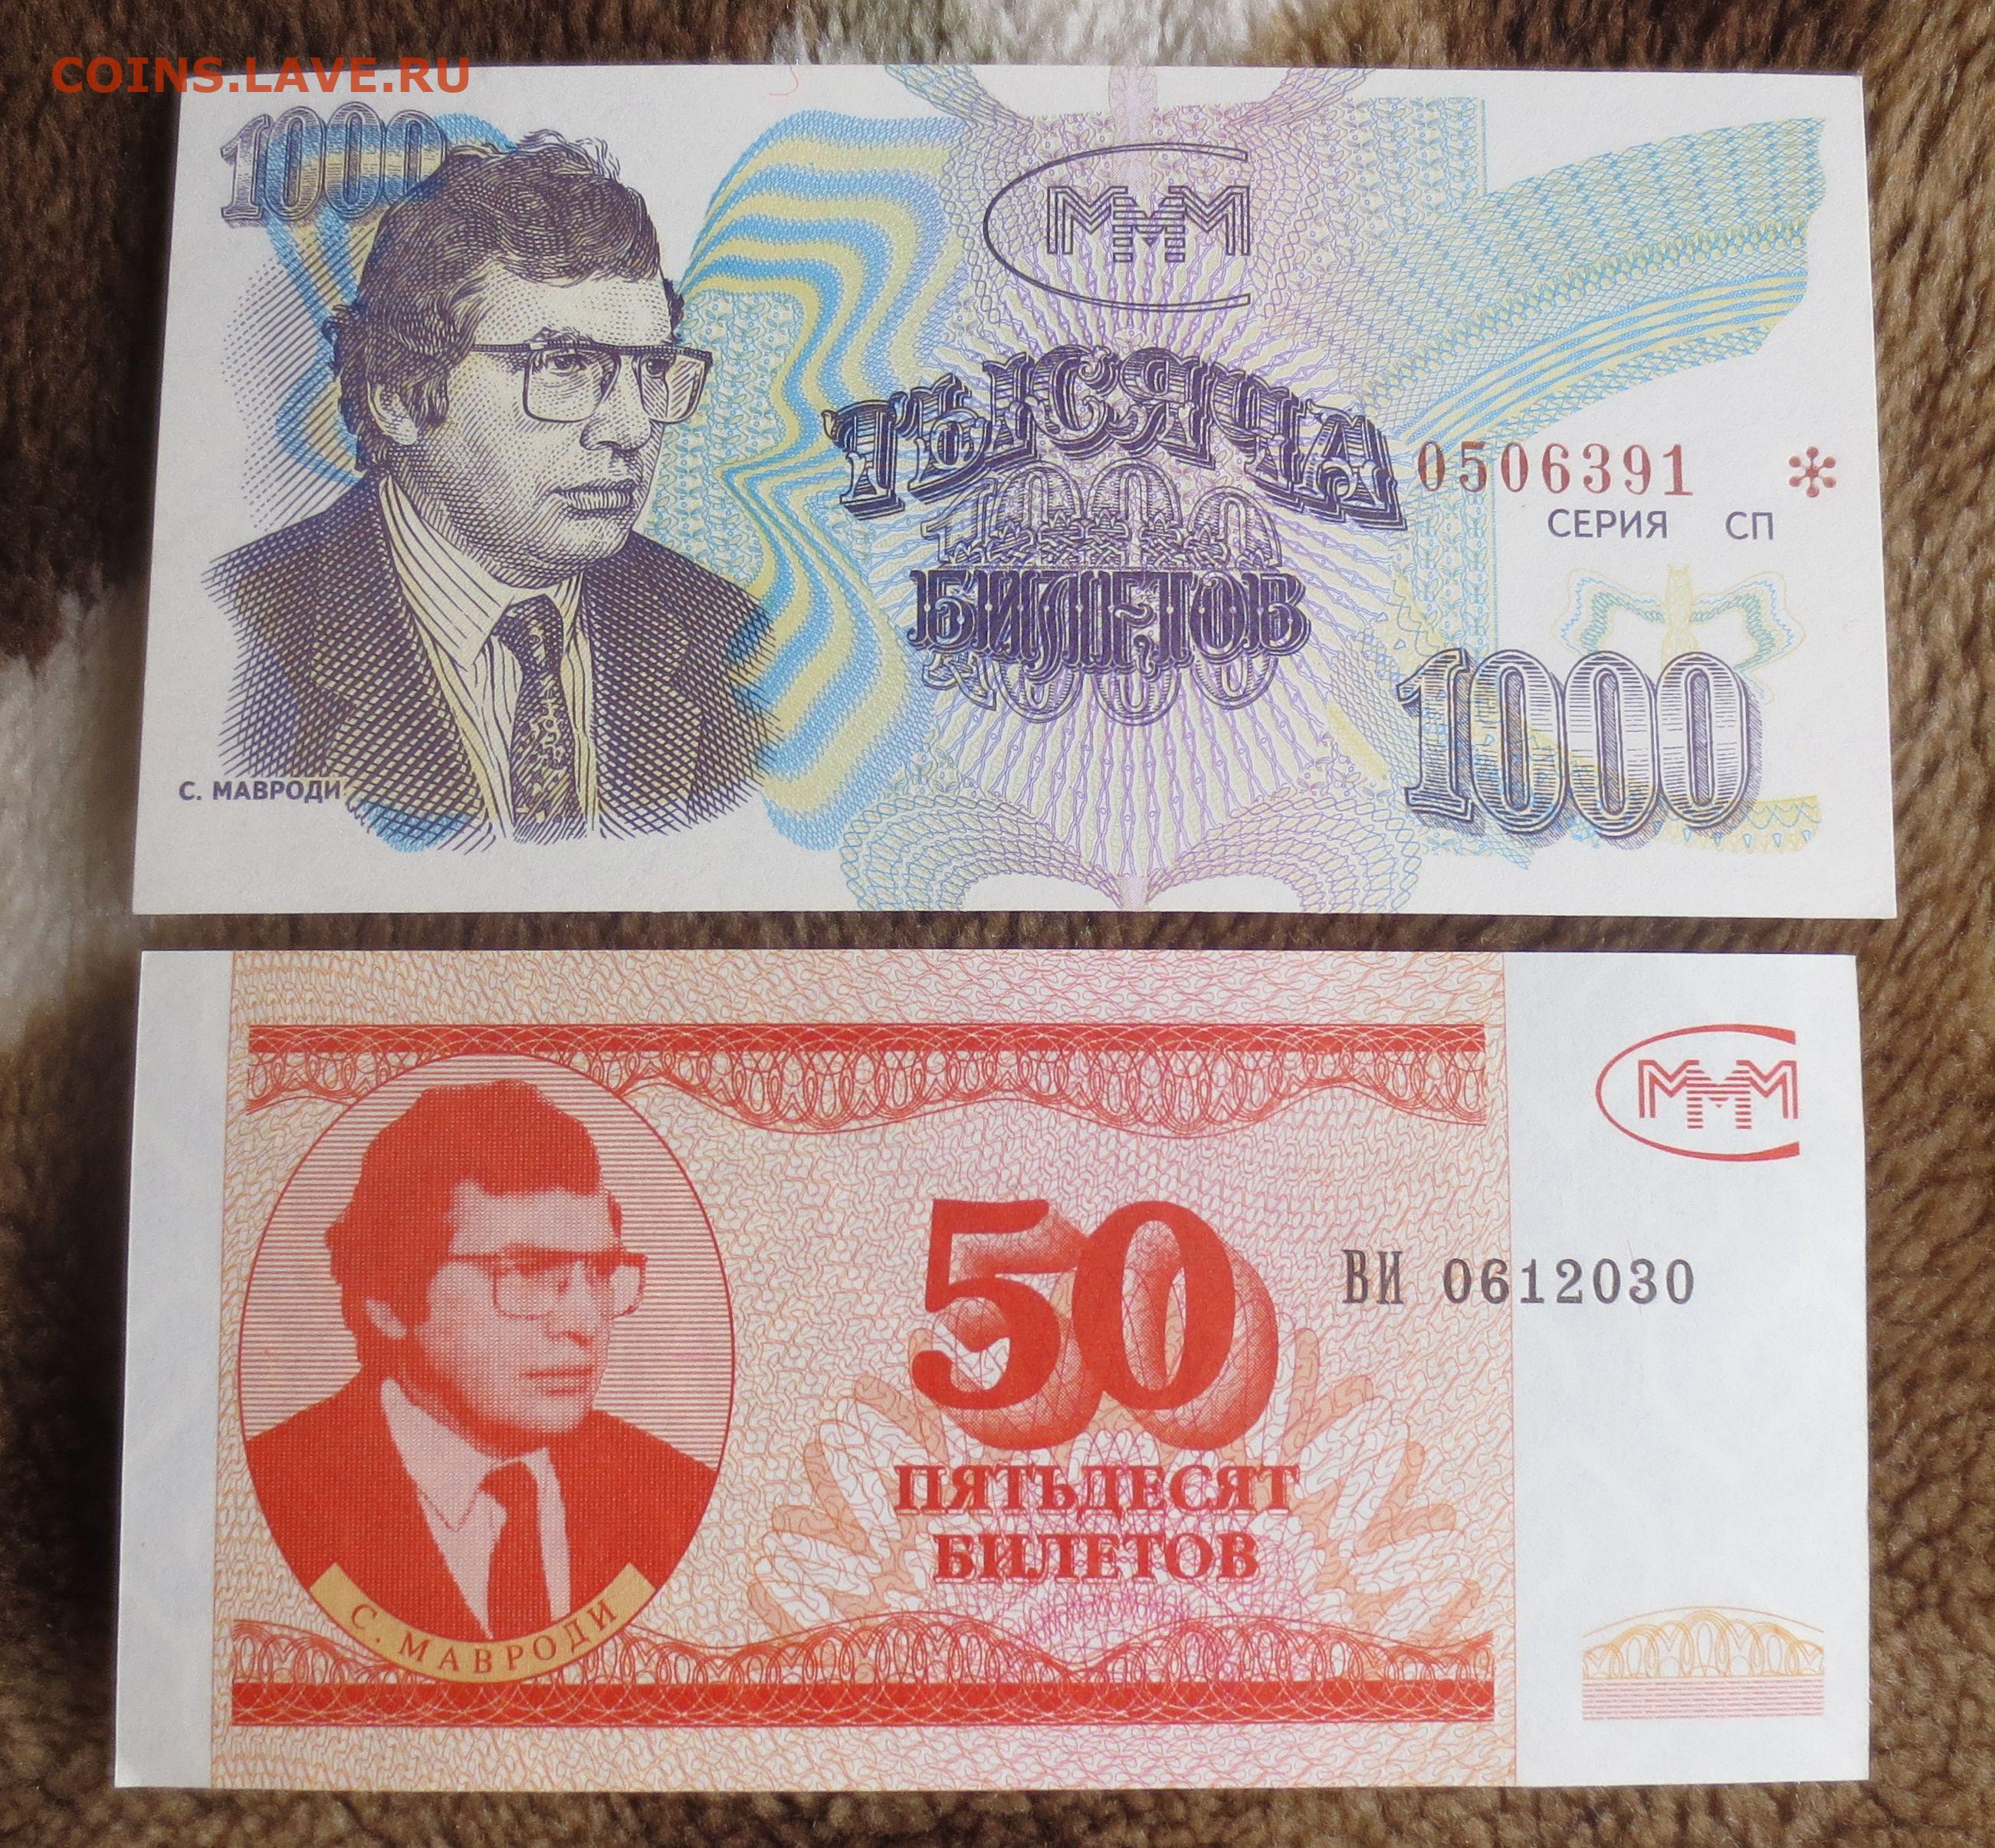 COINS.LAVE.RU
1000
МММ
ТЫСЯЧА
1000
БИЛЕТОВ
0506391 *
СЕРИЯ СП
1000
С. МАВРОДИ
МММ
50
ВИ 0612030
ПЯТЬДЕСЯТ
БИЛЕТОВ
С. МАВРОДИ